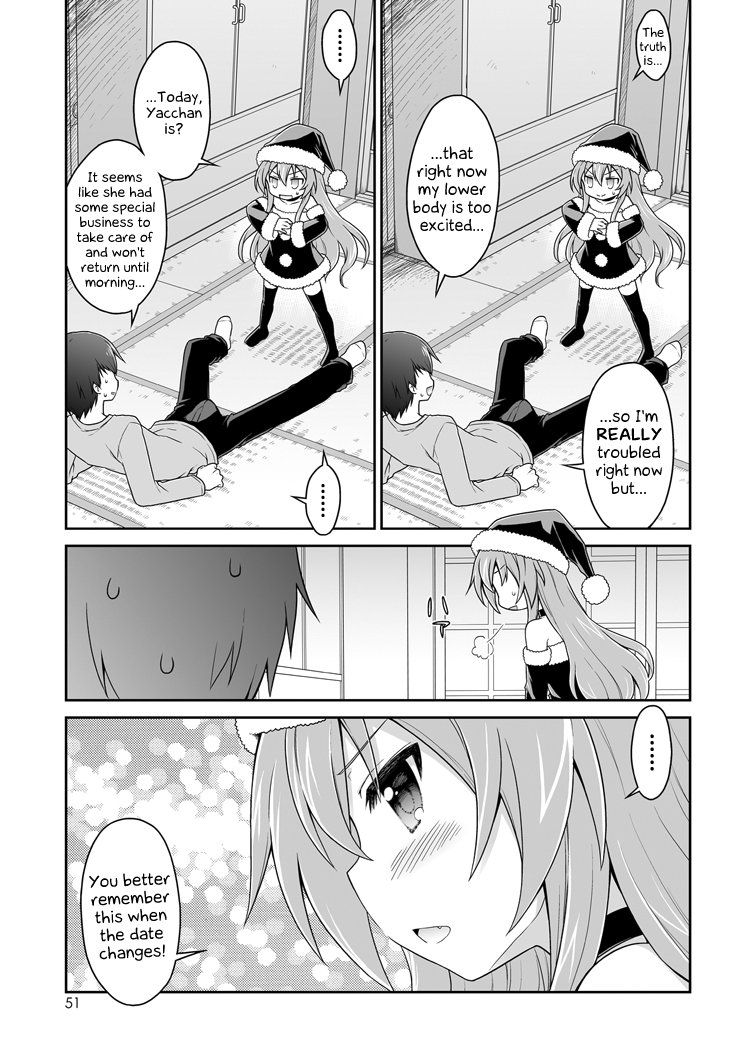 The
truth
is...
...that
right now
my lower
body is too
excited...
...so I'm
REALLY
troubled
right now
but...
......
...Today,
Yacchan
is?
It seems
like she had
some special
business to
take care of
and won't
return until
morning...
......
......
You better
remember
this when
the date
changes!
51